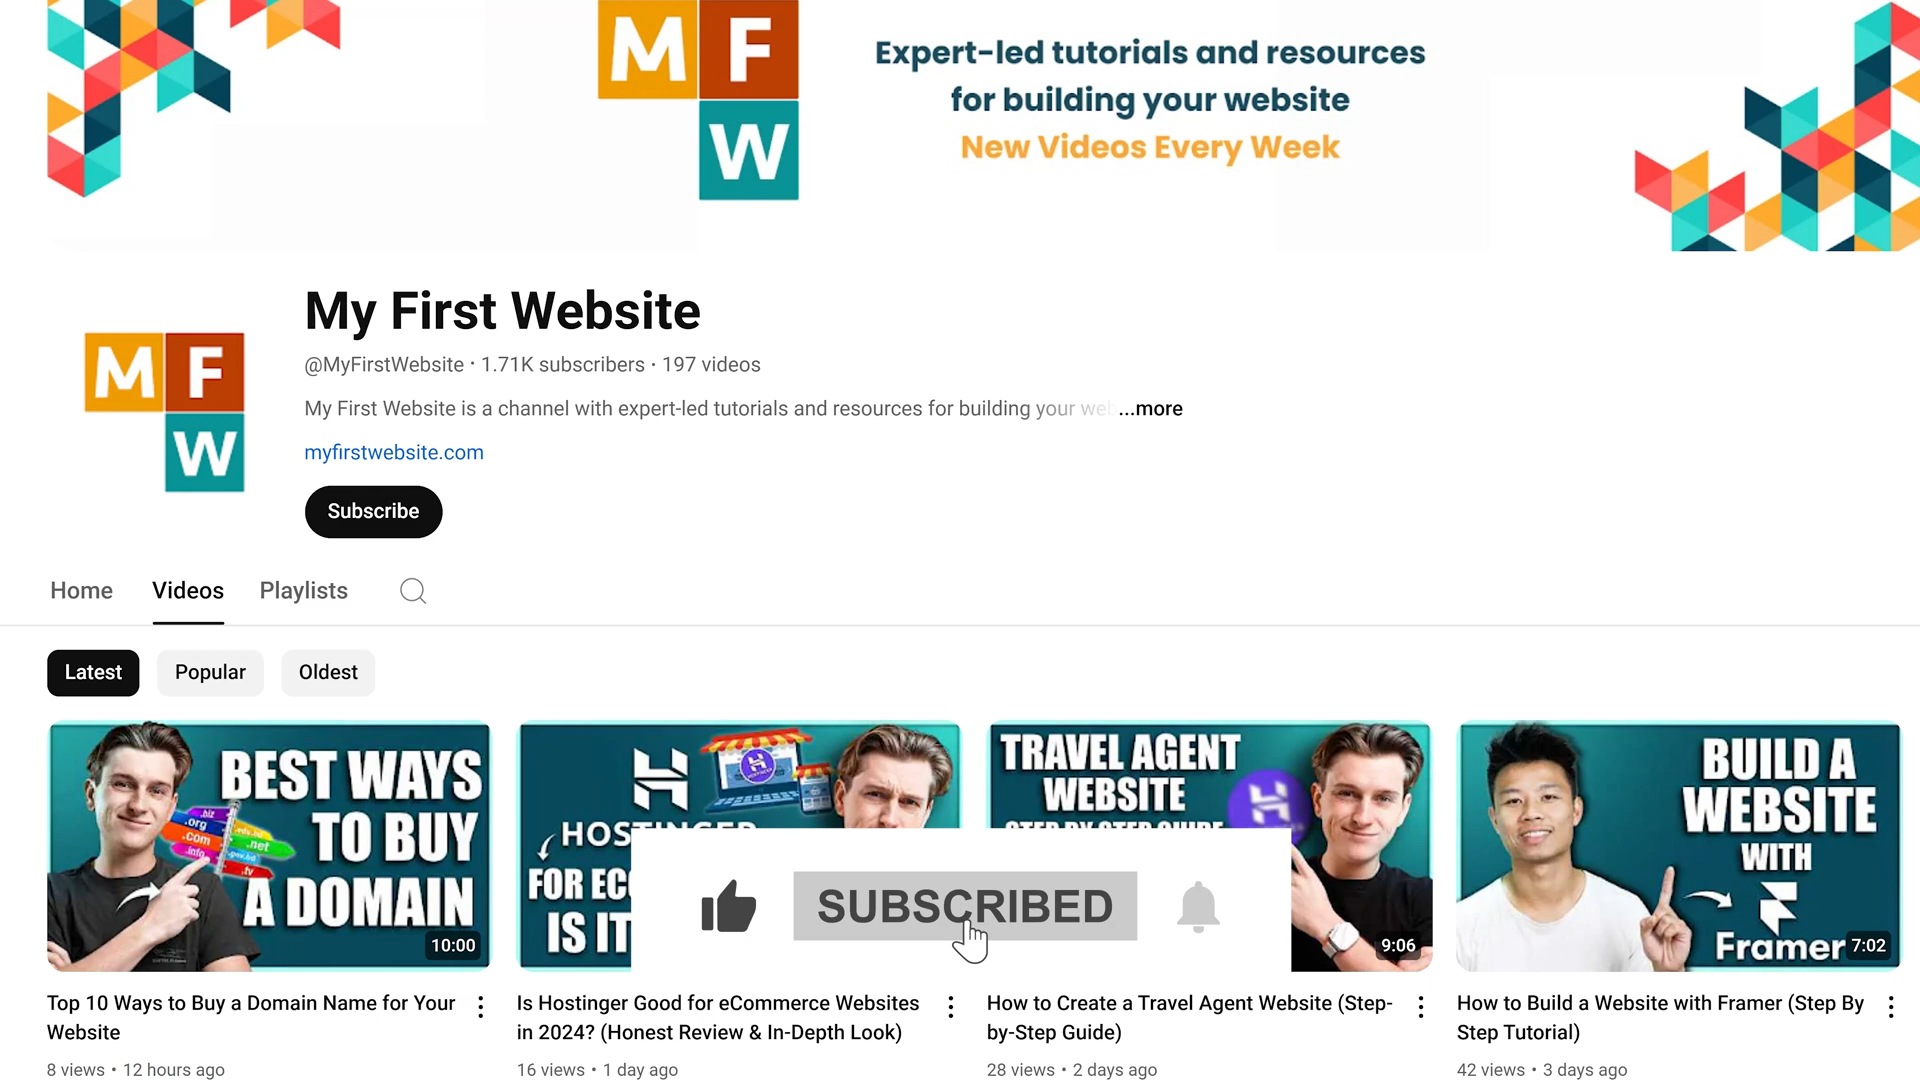 M F
W
Expert-led tutorials and resources
for building your website
New Videos Every Week
M F
W
My First Website
@MyFirstWebsite · 1.71K subscribers · 197 videos
My First Website is a channel with expert-led tutorials and resources for building your web...more
myfirstwebsite.com
Subscribe
Home Videos Playlists
Latest Popular Oldest
BEST WAYS
TO BUY
A DOMAIN
.biz
.org
.com
.info
.net
.tv
10:00
HOSTINGER
FOR EC
IS IT
TRAVEL AGENT
WEBSITE
STEP BY STEP GUIDE
9:06
BUILD A
WEBSITE
WITH
Framer
7:02
SUBSCRIBED
Top 10 Ways to Buy a Domain Name for Your
Website
8 views • 12 hours ago
Is Hostinger Good for eCommerce Websites
in 2024? (Honest Review & In-Depth Look)
16 views • 1 day ago
How to Create a Travel Agent Website (Step-
by-Step Guide)
28 views • 2 days ago
How to Build a Website with Framer (Step By
Step Tutorial)
42 views • 3 days ago